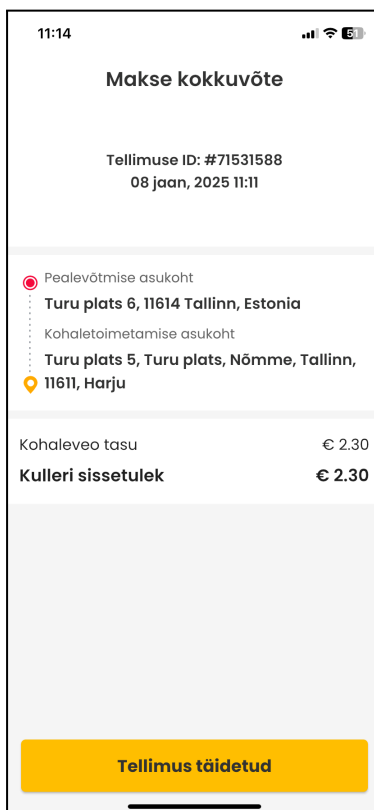 11:14
51
Makse kokkuvõte
Tellimuse ID: #71531588
08 jaan, 2025 11:11
Pealevõtmise asukoht
Turu plats 6, 11614 Tallinn, Estonia
Kohaletoimetamise asukoht
Turu plats 5, Turu plats, Nõmme, Tallinn,
11611, Harju
Kohaleveo tasu € 2.30
Kulleri sissetulek € 2.30
Tellimus täidetud